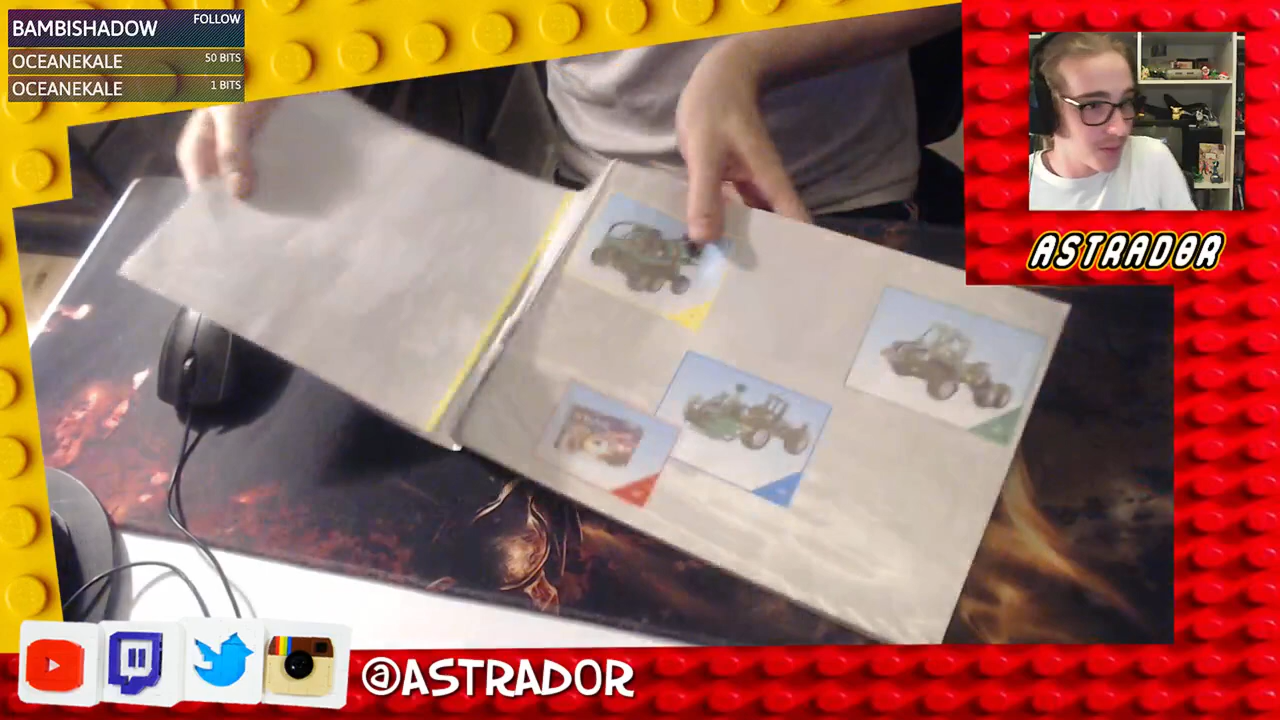 BAMBISHADOW FOLLOW
OCEANEKALE 50 BITS
OCEANEKALE 1 BITS
ASTRADOR
@ASTRADOR